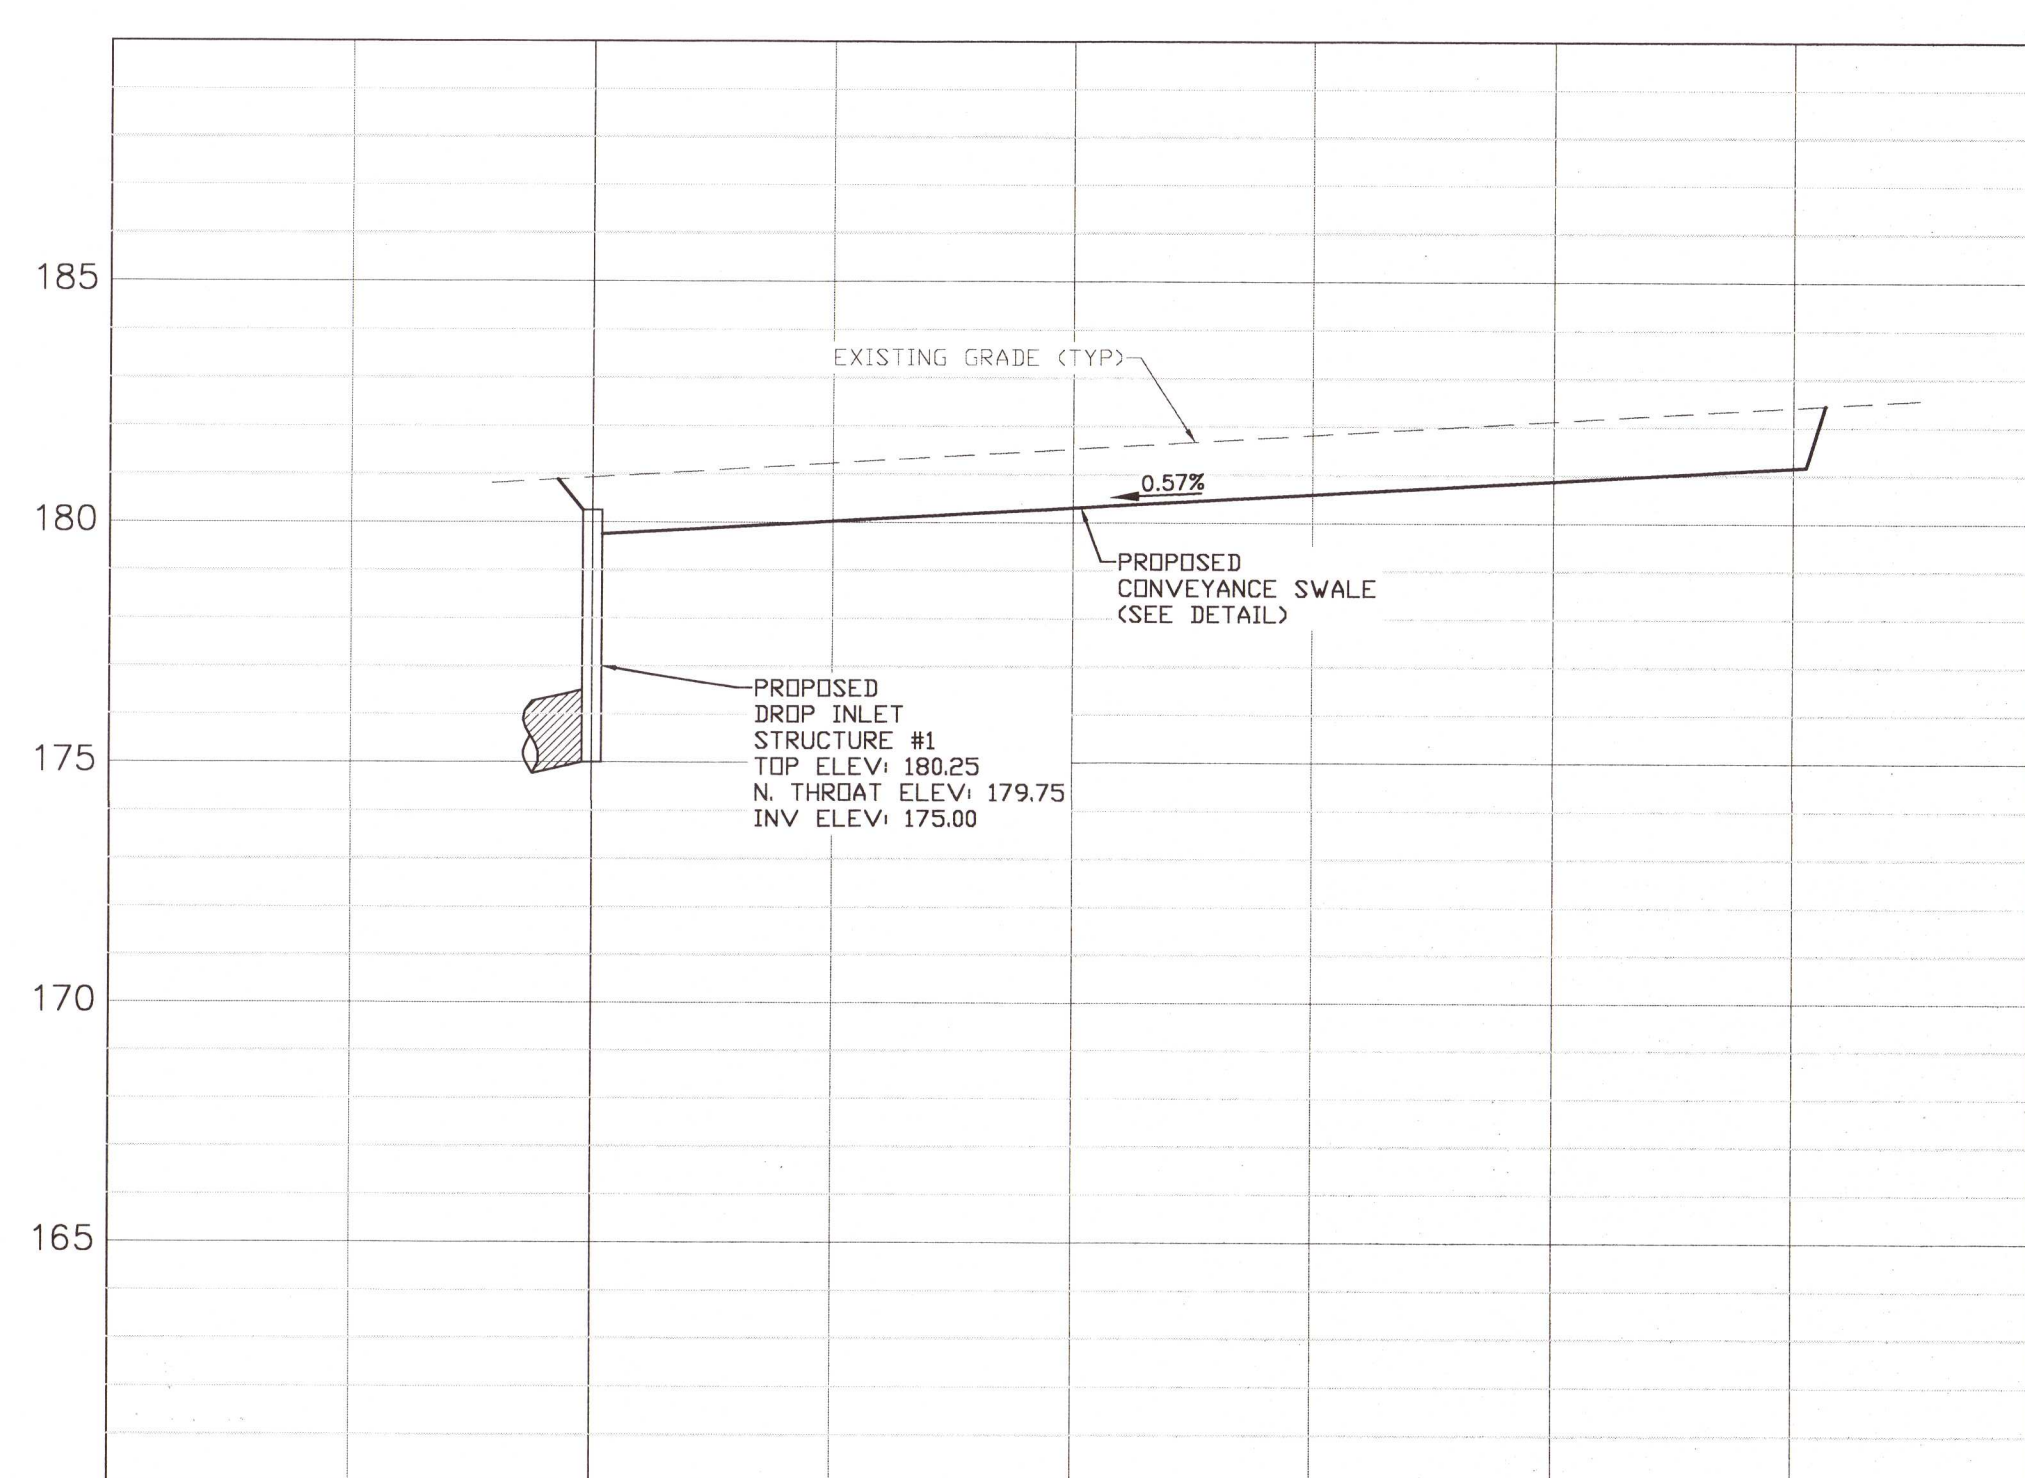 185
EXISTING GRADE (TYP)
0.57%
180
PROPOSED
CONVEYANCE SWALE
(SEE DETAIL)
PROPOSED
DROP INLET
STRUCTURE #1
TOP ELEV: 180.25
N. THROAT ELEV: 179.75
INV ELEV: 175.00
175
170
165